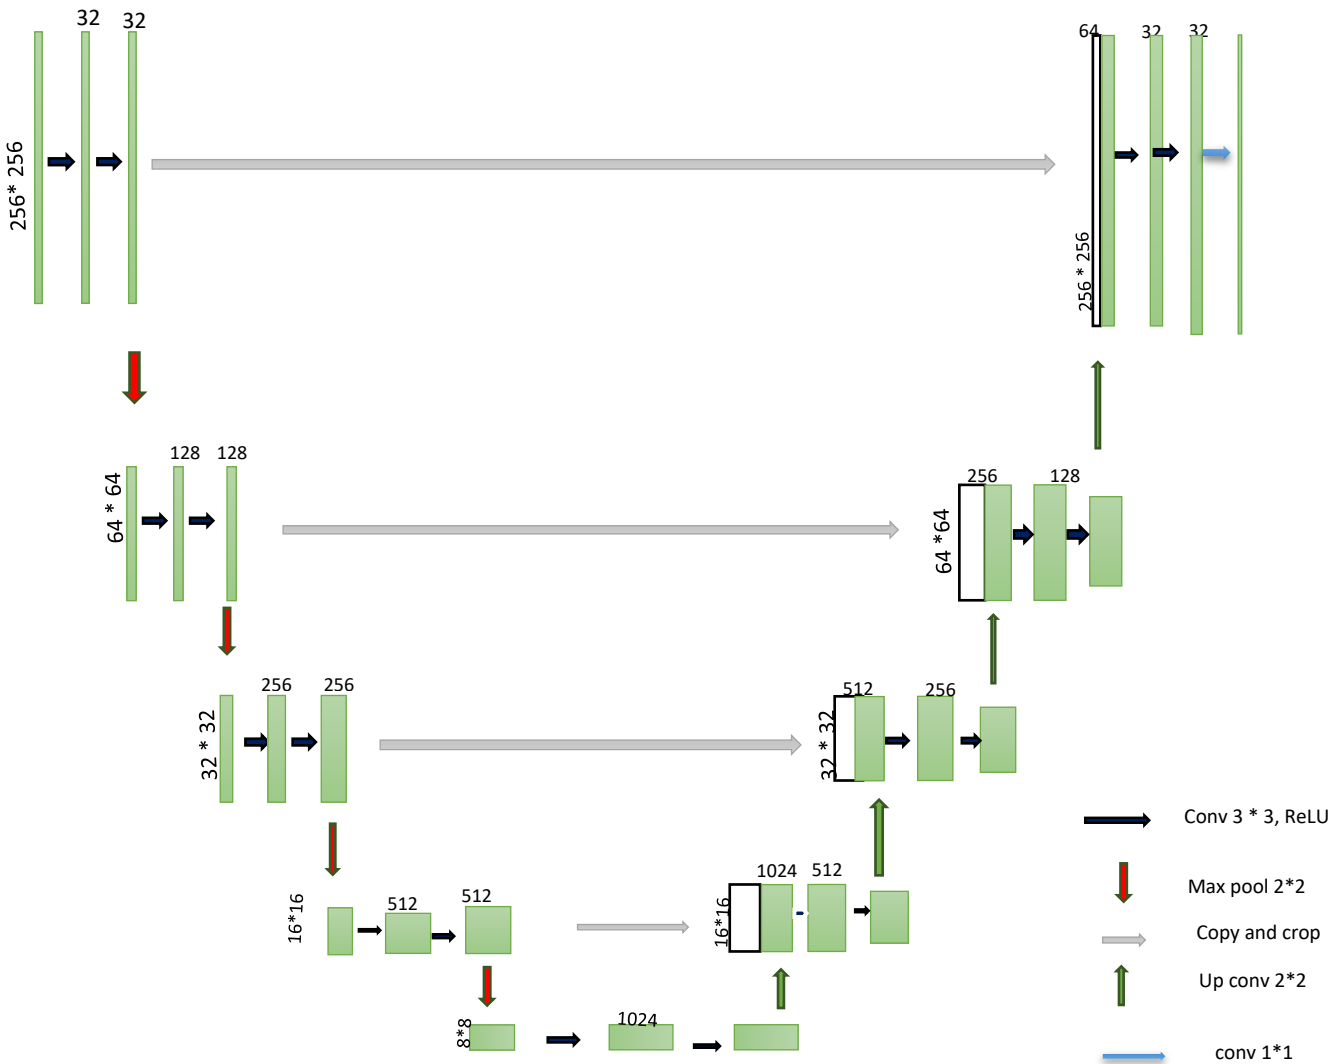 32
32
256* 256
64
32
32
256 * 256
64 * 64
128
128
256
128
64 *64
32 * 32
256
256
512
256
32 * 32
16*16
512
512
1024
512
16*16
8*8
1024
Conv 3 * 3, ReLU
Max pool 2*2
Copy and crop
Up conv 2*2
conv 1*1